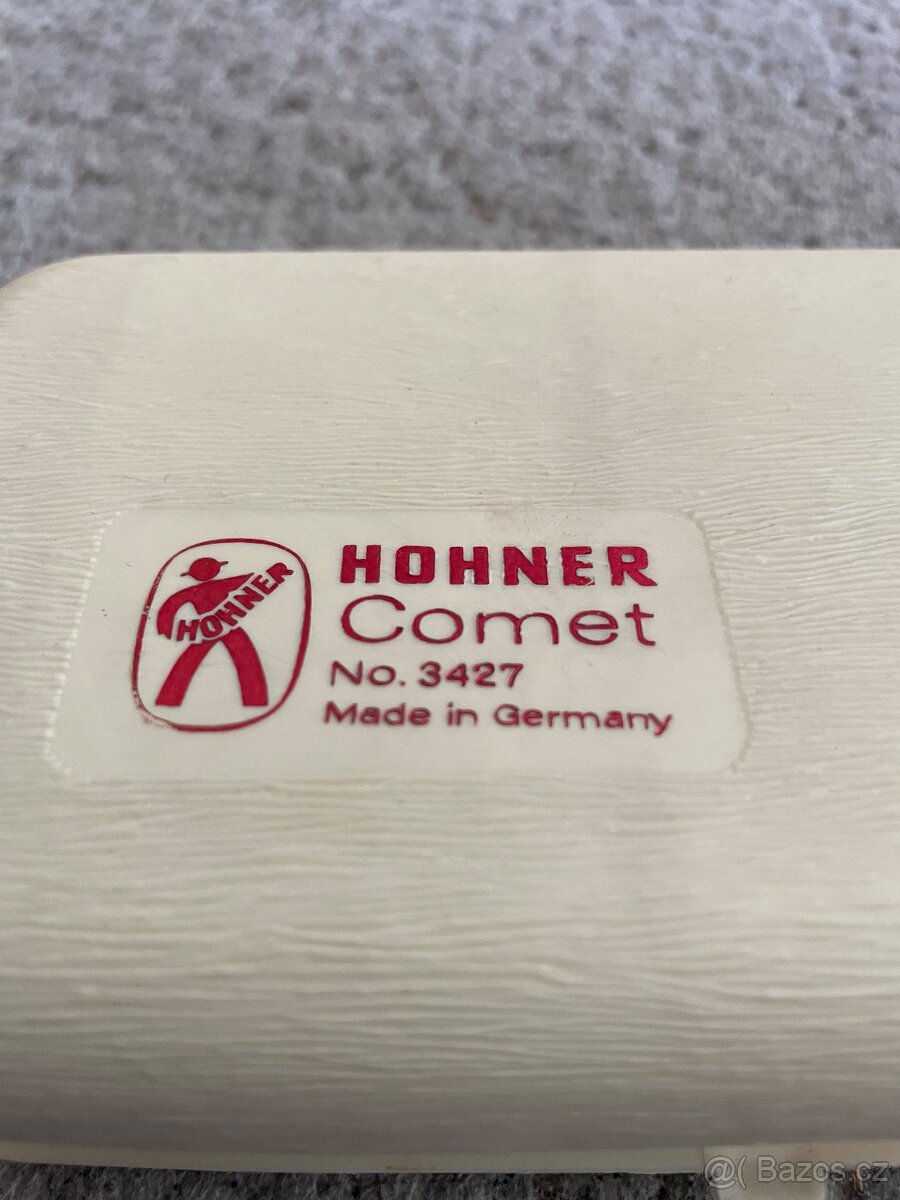 HOHNER
HOHNER
Comet
No. 3427
Made in Germany
@( Bazos.cz